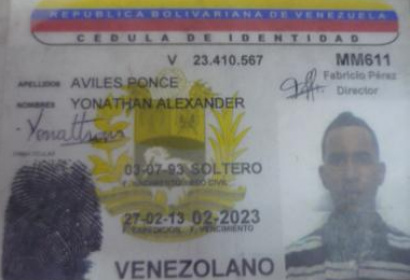 REPUBLICA BOLIVARIANA DE VENEZUELA
CEDULA DE IDENTIDAD
V 23.410.567 MM611
Fabricio Pérez
Director
APELLIDOS AVILES PONCE
NOMBRES YONATHAN ALEXANDER
Yonathan
03-07-93 SOLTERO
F. NACIMIENTO EDO CIVIL
27-02-13 02-2023
F. EXPEDICION F. VENCIMIENTO
VENEZOLANO